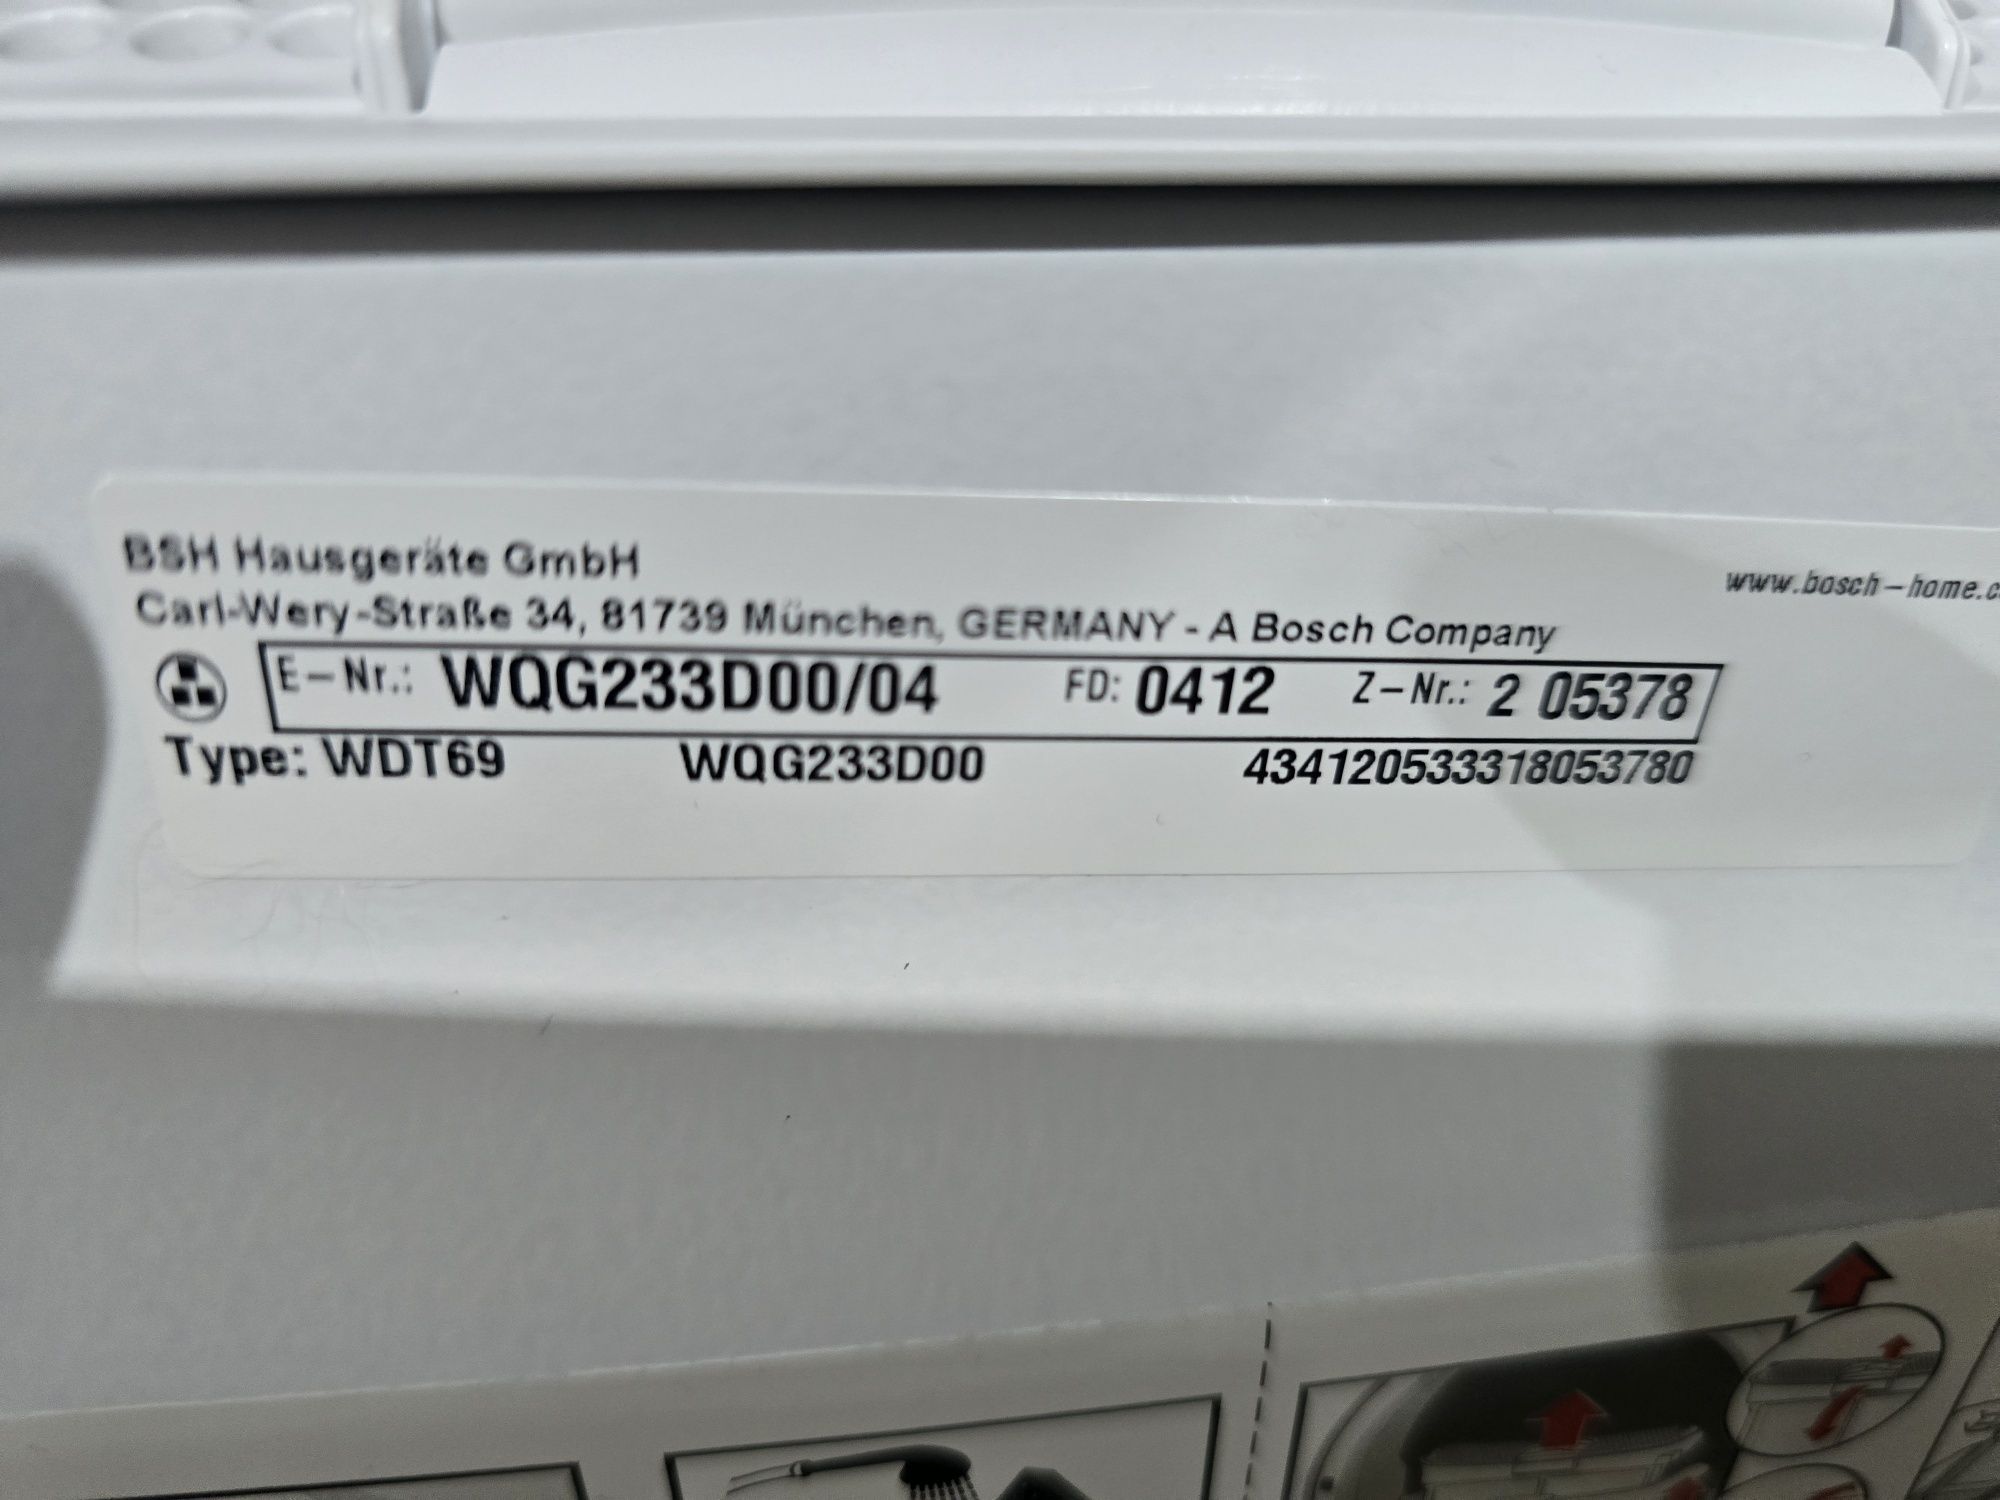 BSH Hausgeräte GmbH
www.bosch-home.c
Carl-Wery-Straße 34, 81739 München, GERMANY - A Bosch Company
E-Nr.: WQG233D00/04 FD: 0412 Z-Nr.: 2 05378
Type: WDT69 WQG233D00 434120533318053780